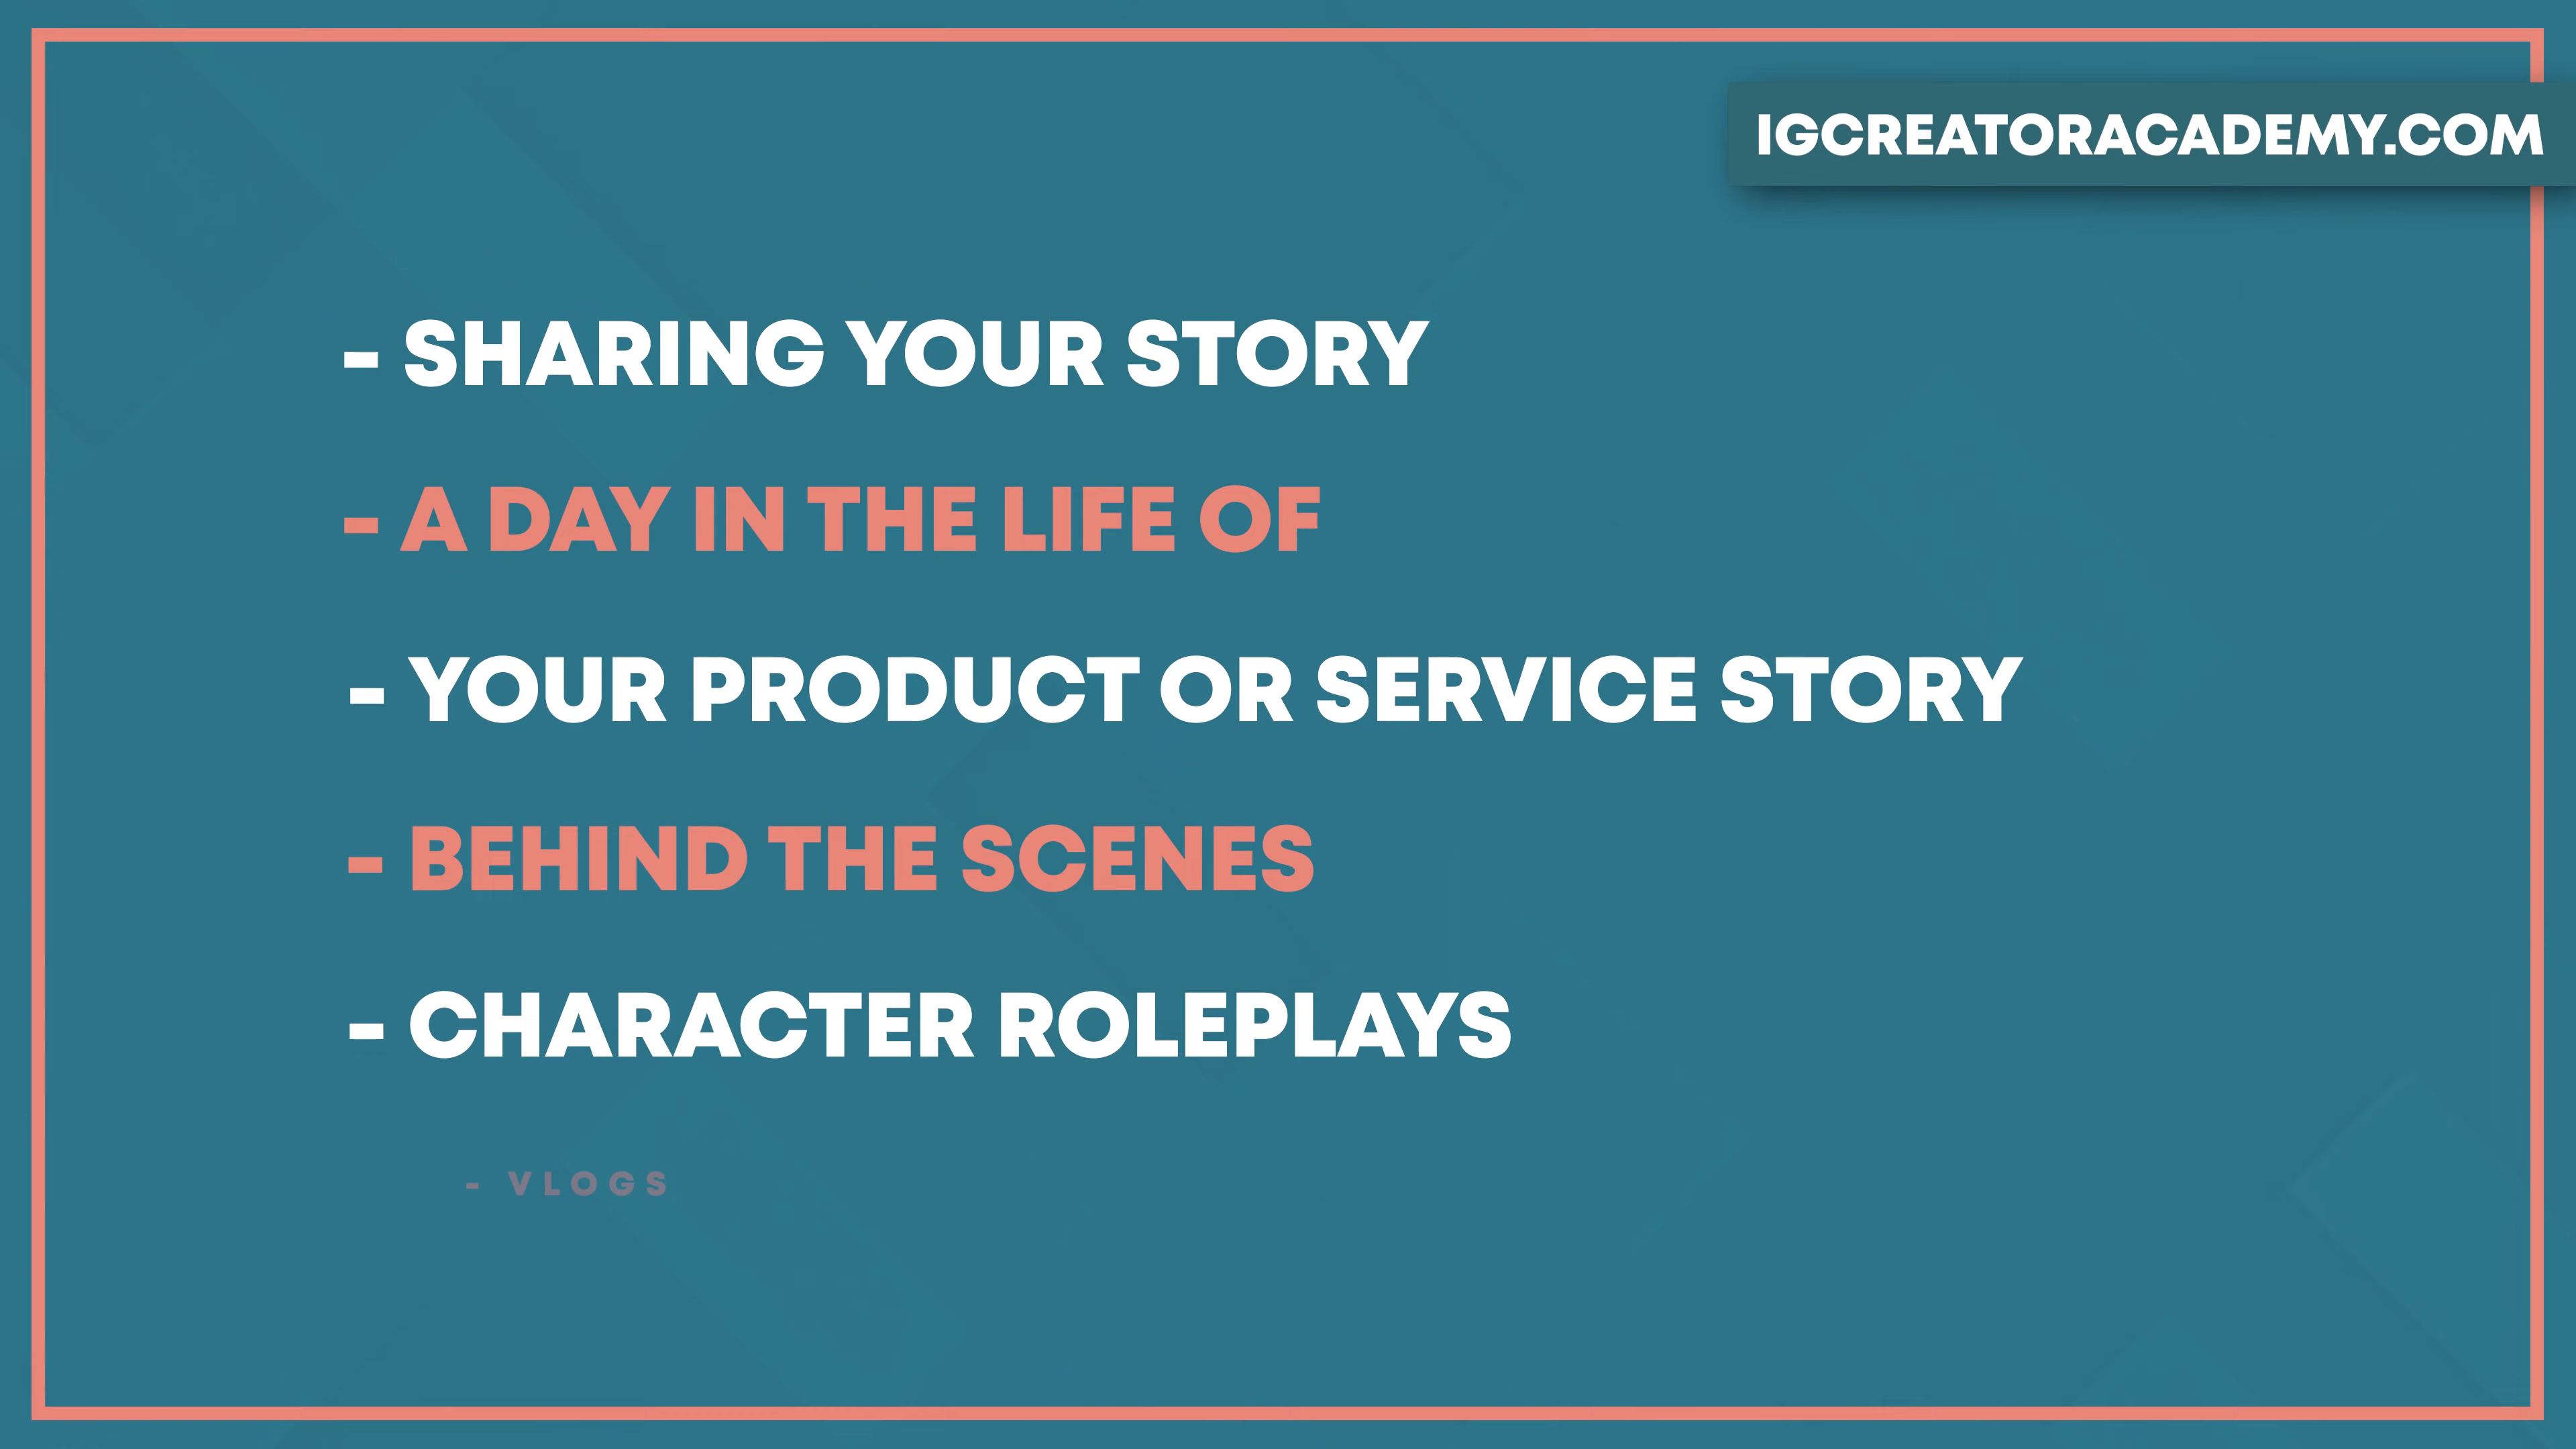 IGCREATORACADEMY.COM
- SHARING YOUR STORY
- A DAY IN THE LIFE OF
- YOUR PRODUCT OR SERVICE STORY
- BEHIND THE SCENES
- CHARACTER ROLEPLAYS
- VLOGS